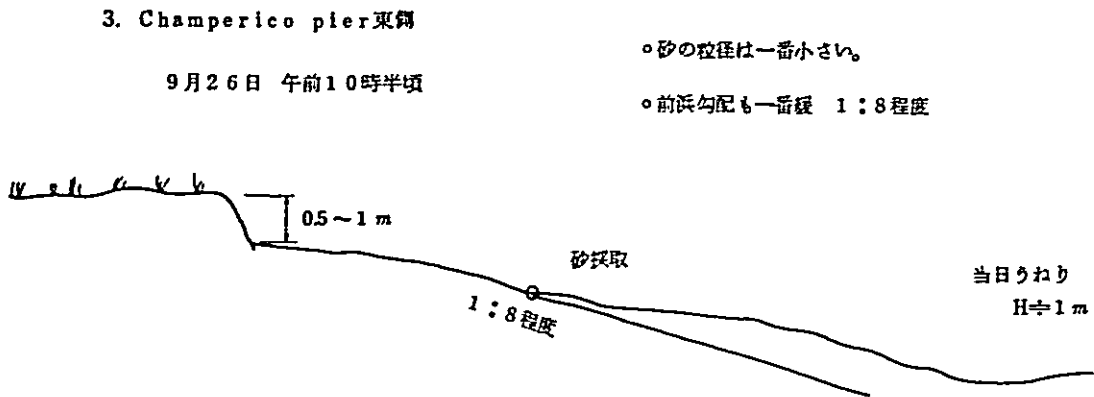 3. Champerico pier東側
9月26日 午前10時半頃
○砂の粒径は一番小さい。
○前浜勾配も一番緩 1:8程度
0.5~1m
砂採取
1:8程度
当日うねり
H≒1m